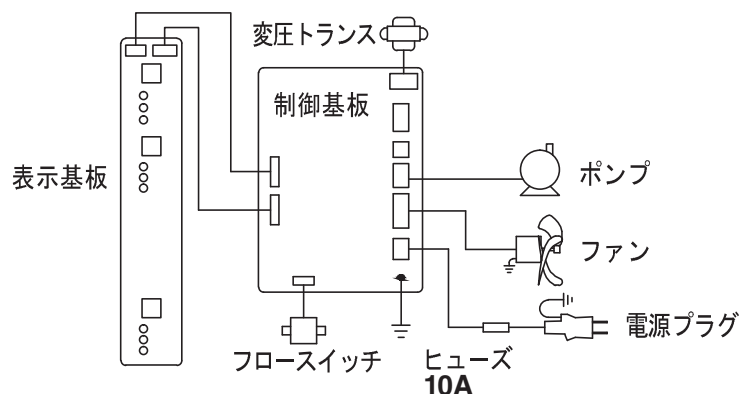 変圧トランス
制御基板
表示基板
ポンプ
ファン
電源プラグ
フロースイッチ
ヒューズ
10A